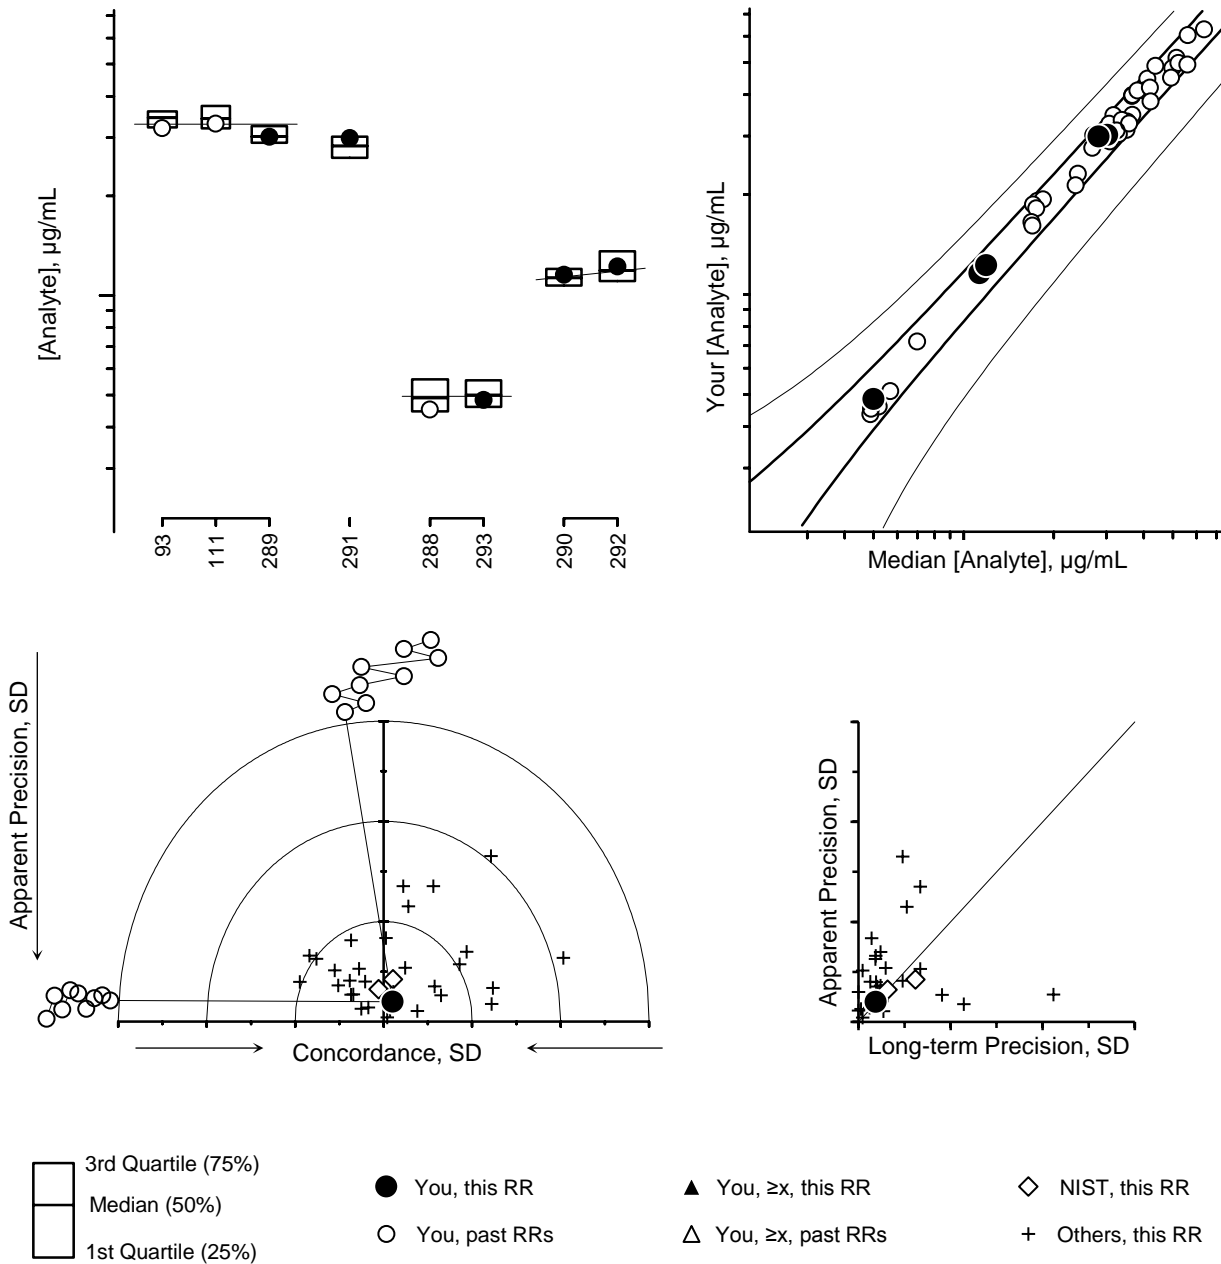 [Analyte], µg/mL
93
111
289
291
288
293
290
292
Your [Analyte], µg/mL
Median [Analyte], µg/mL
Apparent Precision, SD
Concordance, SD
Apparent Precision, SD
Long-term Precision, SD
3rd Quartile (75%)
Median (50%)
1st Quartile (25%)
You, this RR
You, past RRs
You, ≥x, this RR
You, ≥x, past RRs
NIST, this RR
Others, this RR